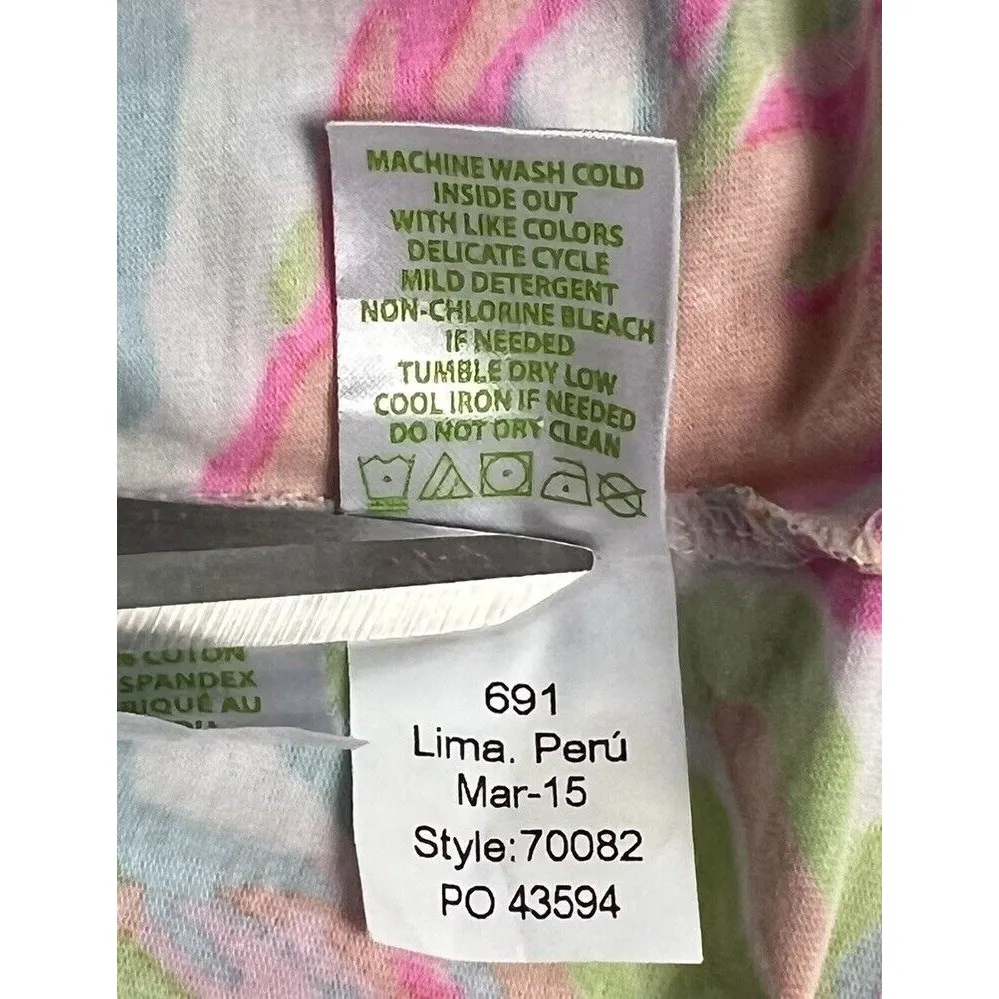 MACHINE WASH COLD
INSIDE OUT
WITH LIKE COLORS
DELICATE CYCLE
MILD DETERGENT
NON-CHLORINE BLEACH
IF NEEDED
TUMBLE DRY LOW
COOL IRON IF NEEDED
DO NOT DRY CLEAN
% COTON
SPANDEX
RIQUÉ AU
691
Lima. Perú
Mar-15
Style:70082
PO 43594